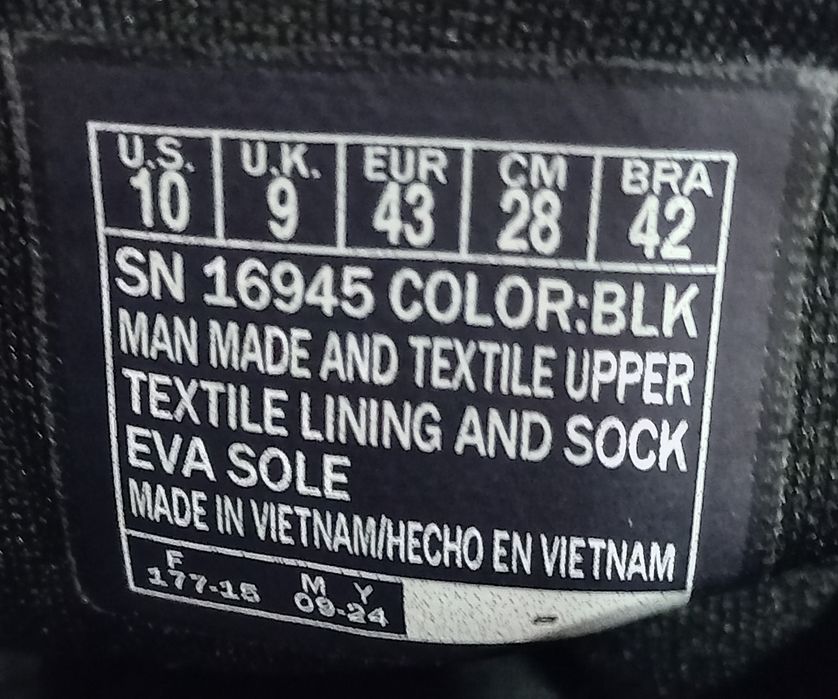 U.S. U.K. EUR CM BRA
10 9 43 28 42
SN 16945 COLOR:BLK
MAN MADE AND TEXTILE UPPER
TEXTILE LINING AND SOCK
EVA SOLE
MADE IN VIETNAM/HECHO EN VIETNAM
F M Y
177-15 09-24